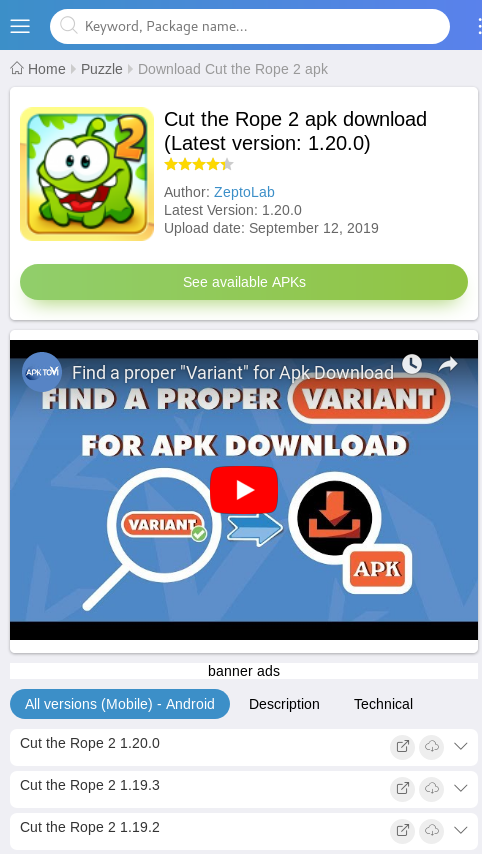 Keyword, Package name...
Home Puzzle Download Cut the Rope 2 apk
2
Cut the Rope 2 apk download
(Latest version: 1.20.0)
Author: ZeptoLab
Latest Version: 1.20.0
Upload date: September 12, 2019
See available APKs
Find a proper "Variant" for Apk Download
FIND A PROPER VARIANT
FOR APK DOWNLOAD
VARIANT
APK
banner ads
All versions (Mobile) - Android Description Technical
Cut the Rope 2 1.20.0
Cut the Rope 2 1.19.3
Cut the Rope 2 1.19.2